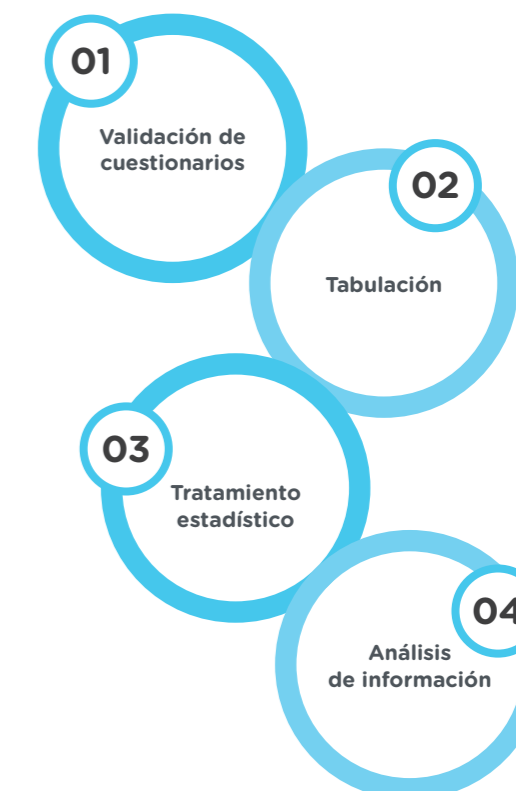 01
Validación de
cuestionarios
02
Tabulación
03
Tratamiento
estadístico
04
Análisis
de información